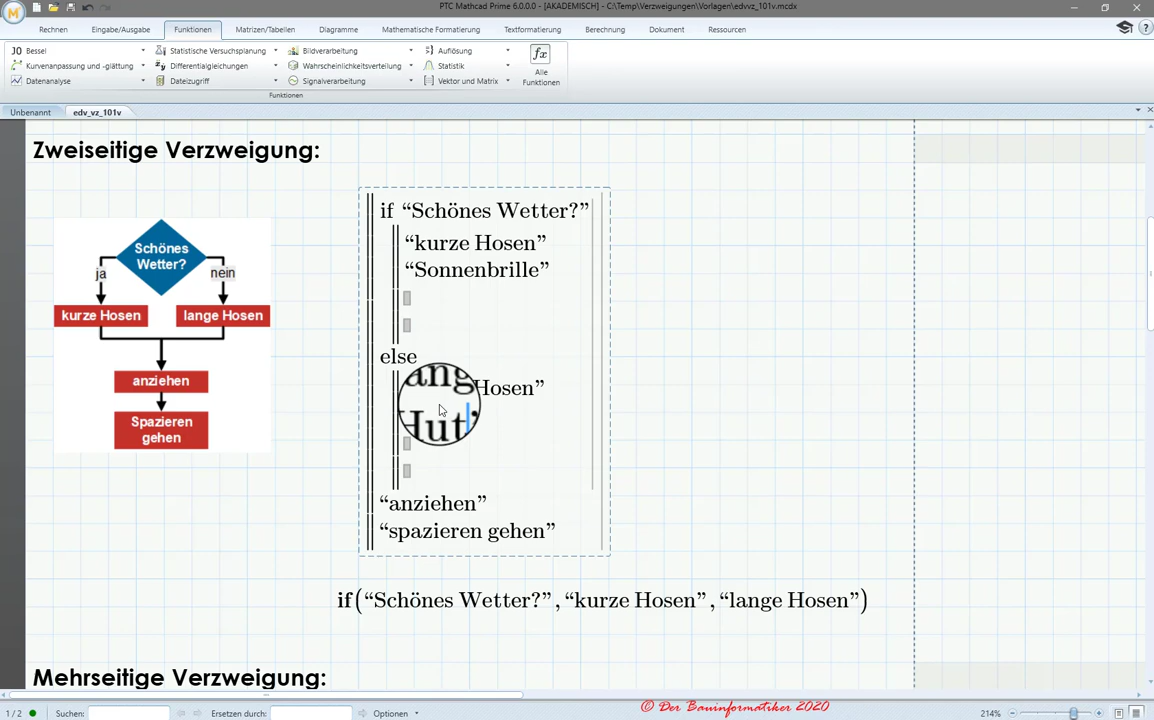 PTC Mathcad Prime 6.0.0.0 - [AKADEMISCH] - C:\Temp\Verzweigungen\Vorlagen\edvvz_101v.mcdx
M
Rechnen Eingabe/Ausgabe Funktionen Matrizen/Tabellen Diagramme Mathematische Formatierung Textformatierung Berechnung Dokument Ressourcen
Bessel Statistische Versuchsplanung Bildverarbeitung Auflösung
Kurvenanpassung und -glättung Differentialgleichungen Wahrscheinlichkeitsverteilung Statistik
Datenanalyse Dateizugriff Signalverarbeitung Vektor und Matrix
fx
Alle
Funktionen
Funktionen
Unbenannt edv_vz_101v
Zweiseitige Verzweigung:
Schönes
Wetter?
ja nein
kurze Hosen lange Hosen
anziehen
Spazieren
gehen
if “Schönes Wetter?”
“kurze Hosen”
“Sonnenbrille”
else
ang Hosen”
Hut”
“anziehen”
“spazieren gehen”
if(“Schönes Wetter?”, “kurze Hosen”, “lange Hosen”)
Mehrseitige Verzweigung:
1 / 2 Suchen: Ersetzen durch: Optionen
© Der Bauinformatiker 2020
214%